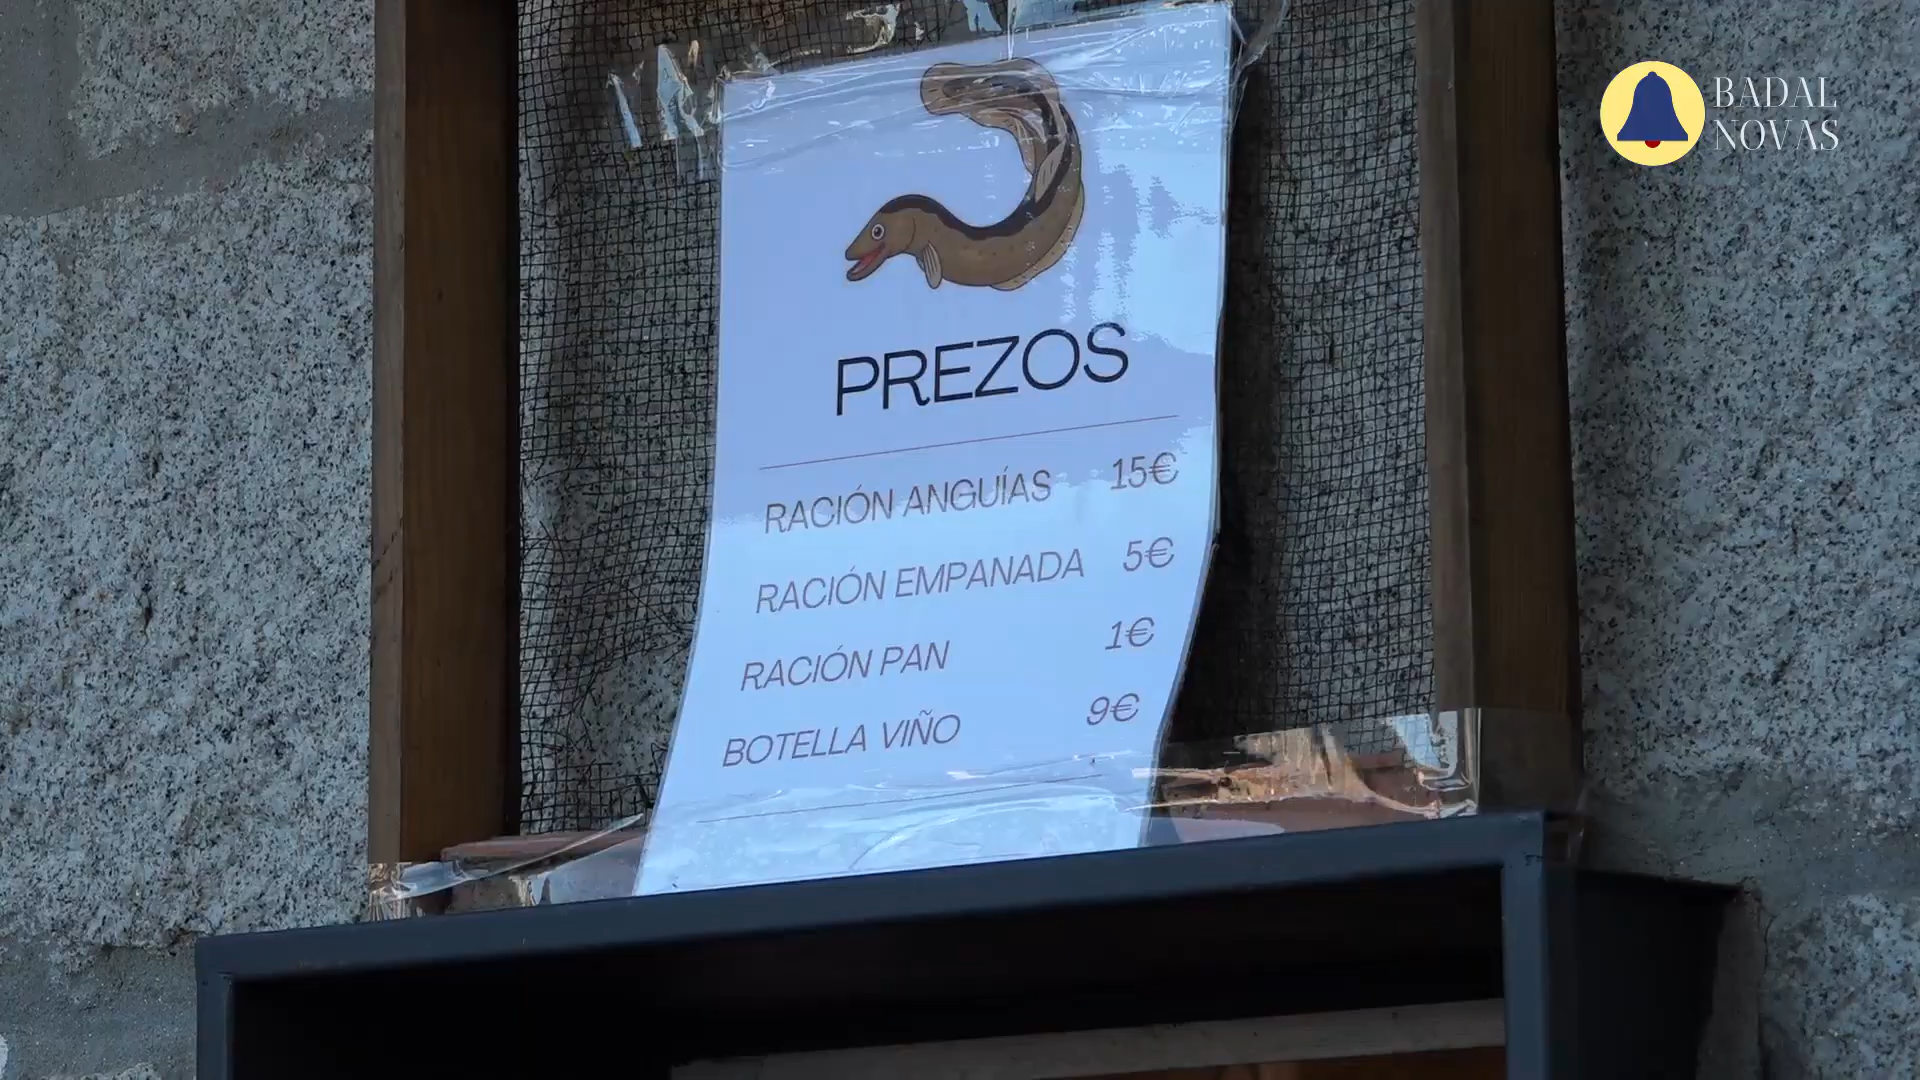 BADAL
NOVAS
PREZOS
RACIÓN ANGUÍAS 15€
RACIÓN EMPANADA 5€
RACIÓN PAN 1€
BOTELLA VIÑO 9€